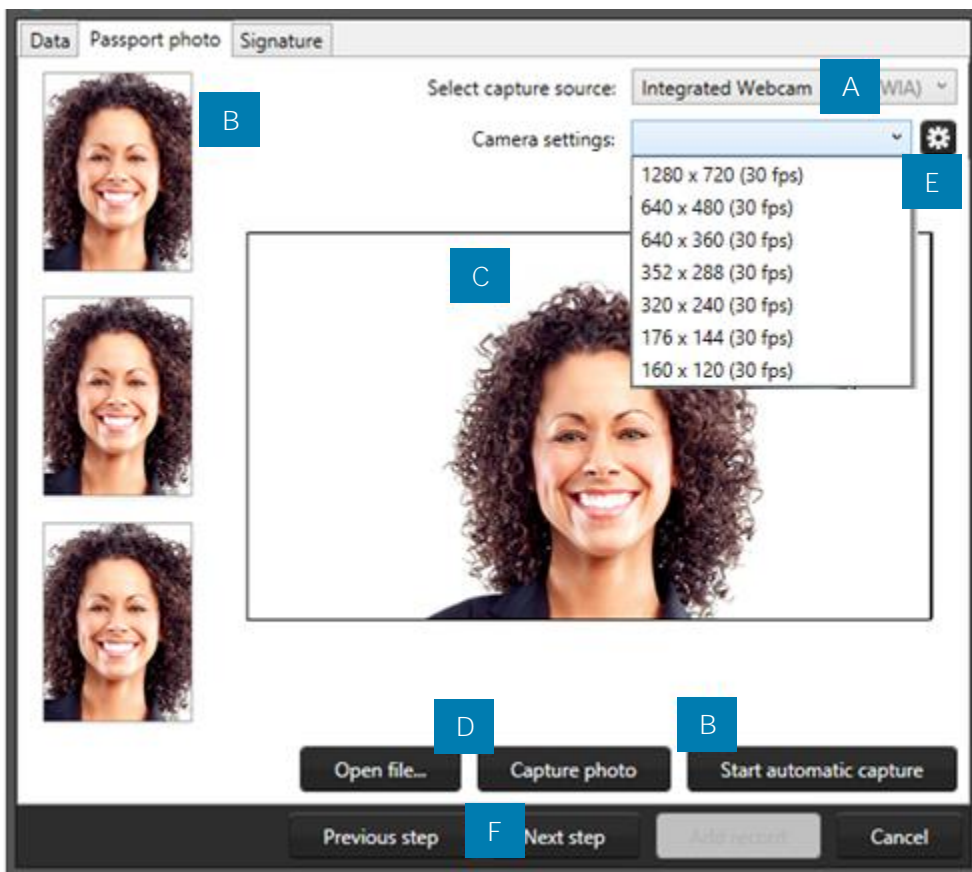 Data Passport photo Signature
Select capture source: Integrated Webcam A WIA)
B
Camera settings:
E
1280 x 720 (30 fps)
640 x 480 (30 fps)
640 x 360 (30 fps)
C
352 x 288 (30 fps)
320 x 240 (30 fps)
176 x 144 (30 fps)
160 x 120 (30 fps)
D B
Open file... Capture photo Start automatic capture
Previous step F Next step Add record Cancel